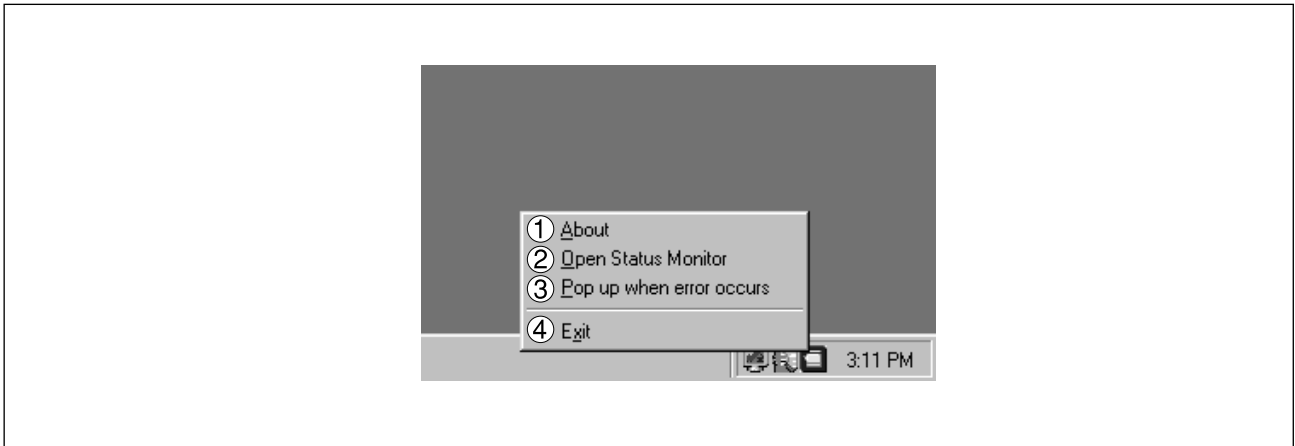 ① About
② Open Status Monitor
③ Pop up when error occurs
④ Exit
3:11 PM